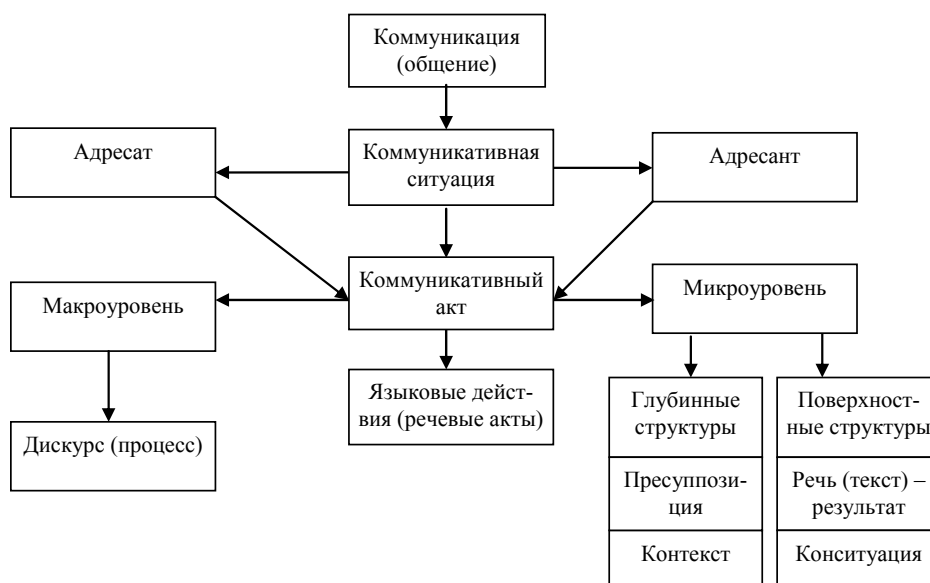 Коммуникация
(общение)
Адресат
Коммуникативная
ситуация
Адресант
Коммуникативный
акт
Макроуровень
Микроуровень
Языковые дейст-
вия (речевые акты)
Глубинные
структуры
Поверхност-
ные структуры
Дискурс (процесс)
Пресуппози-
ция
Речь (текст) –
результат
Контекст
Конситуация